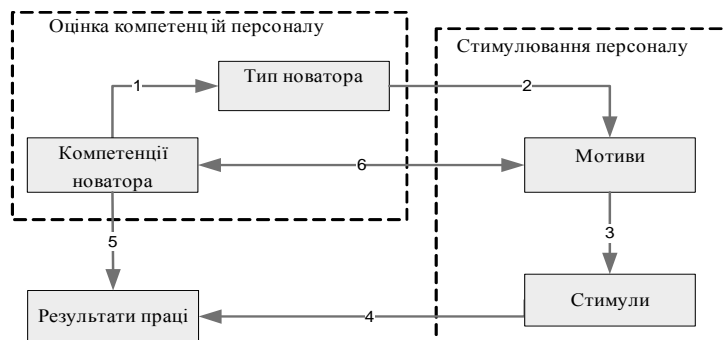 Оцінка компетенцій персоналу
Стимулювання персоналу
Тип новатора
1
2
Компетенції
новатора
6
Мотиви
5
3
Результати праці
4
Стимули